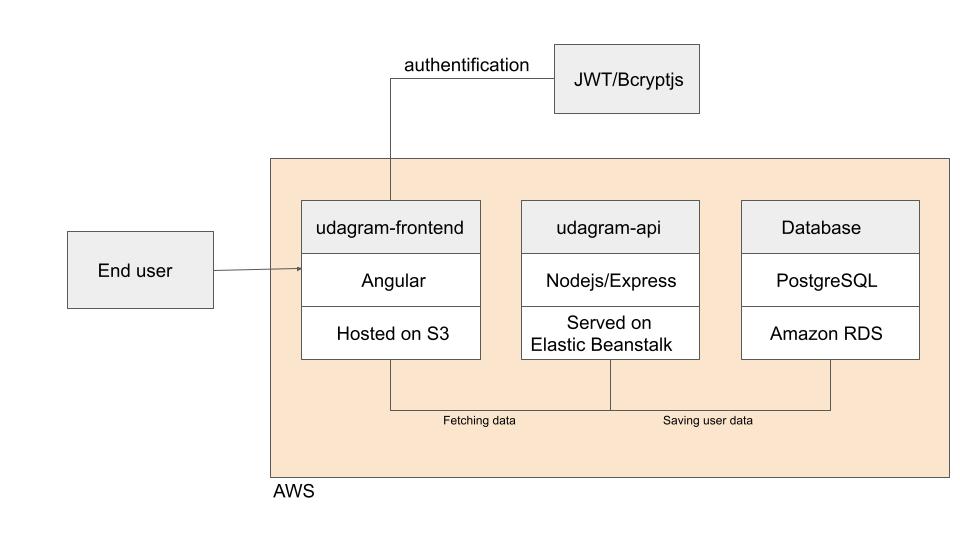 authentification
JWT/Bcryptjs
udagram-frontend
udagram-api
Database
End user
Angular
Nodejs/Express
PostgreSQL
Hosted on S3
Served on
Elastic Beanstalk
Amazon RDS
Fetching data
Saving user data
AWS